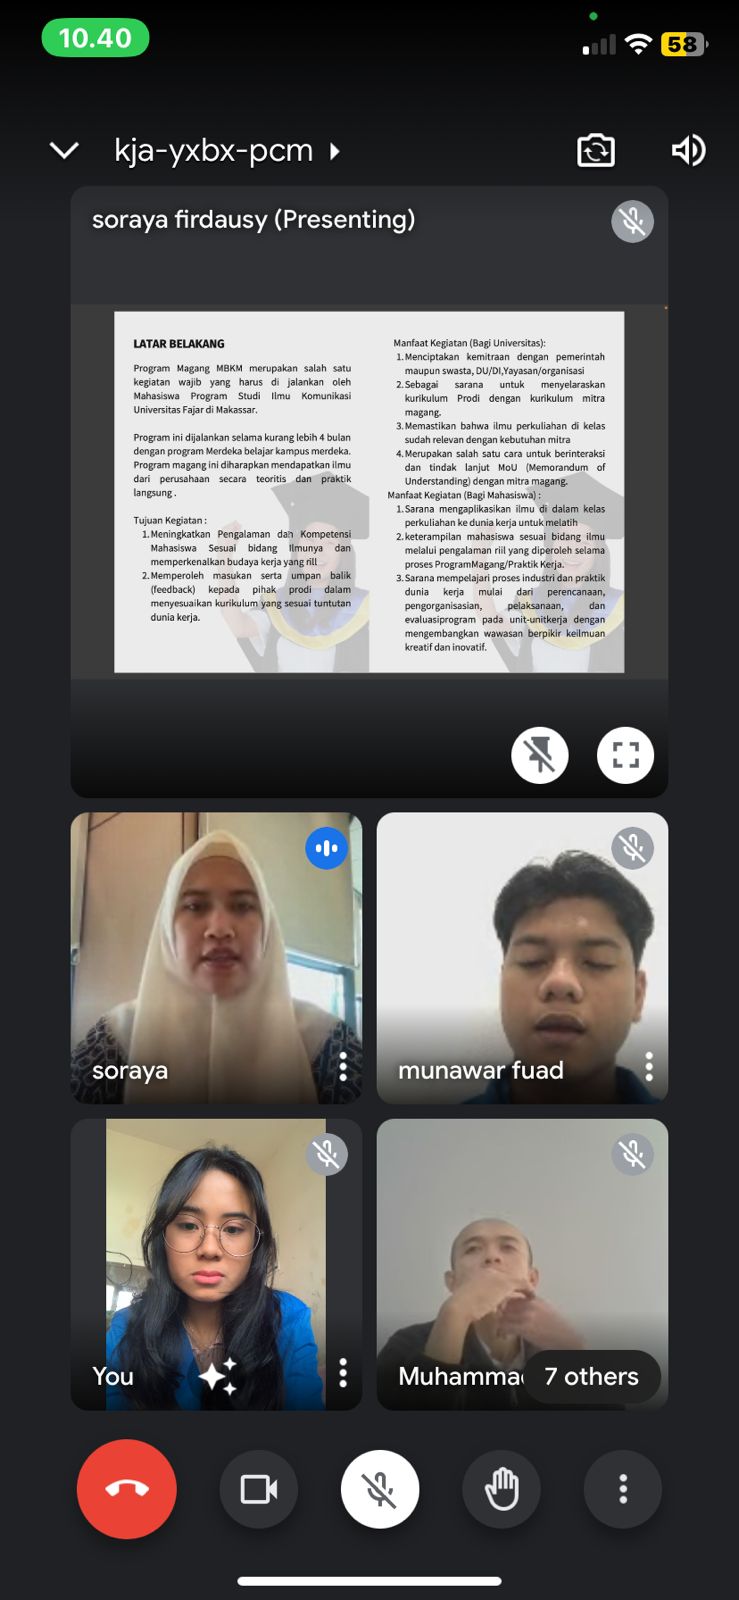 10.40
58
kja-yxbx-pcm
soraya firdausy (Presenting)
LATAR BELAKANG
Program Magang MBKM merupakan salah satu
kegiatan wajib yang harus di jalankan oleh
Mahasiswa Program Studi Ilmu Komunikasi
Universitas Fajar di Makassar.
Program ini dijalankan selama kurang lebih 4 bulan
dengan program Merdeka belajar kampus merdeka.
Program magang ini diharapkan mendapatkan ilmu
dari perusahaan secara teoritis dan praktik
langsung .
Tujuan Kegiatan :
1. Meningkatkan Pengalaman dah Kompetensi
Mahasiswa Sesuai bidang Ilmunya dan
memperkenalkan budaya kerja yang rill
2. Memperoleh masukan serta umpan balik
(feedback) kepada pihak prodi dalam
menyesuaikan kurikulum yang sesuai tuntutan
dunia kerja.
Manfaat Kegiatan (Bagi Universitas):
1. Menciptakan kemitraan dengan pemerintah
maupun swasta, DU/DI,Yayasan/organisasi
2. Sebagai sarana untuk menyelaraskan
kurikulum Prodi dengan kurikulum mitra
magang.
3. Memastikan bahwa ilmu perkuliahan di kelas
sudah relevan dengan kebutuhan mitra
4. Merupakan salah satu cara untuk berinteraksi
dan tindak lanjut MoU (Memorandum of
Understanding) dengan mitra magang.
Manfaat Kegiatan (Bagi Mahasiswa) :
1. Sarana mengaplikasikan ilmu di dalam kelas
perkuliahan ke dunia kerja untuk melatih
2. keterampilan mahasiswa sesuai bidang ilmu
melalui pengalaman riil yang diperoleh selama
proses ProgramMagang/Praktik Kerja.
3. Sarana mempelajari proses industri dan praktik
dunia kerja mulai dari perencanaan,
pengorganisasian, pelaksanaan, dan
evaluasiprogram pada unit-unitkerja dengan
mengembangkan wawasan berpikir keilmuan
kreatif dan inovatif.
soraya
munawar fuad
You
Muhamma
7 others